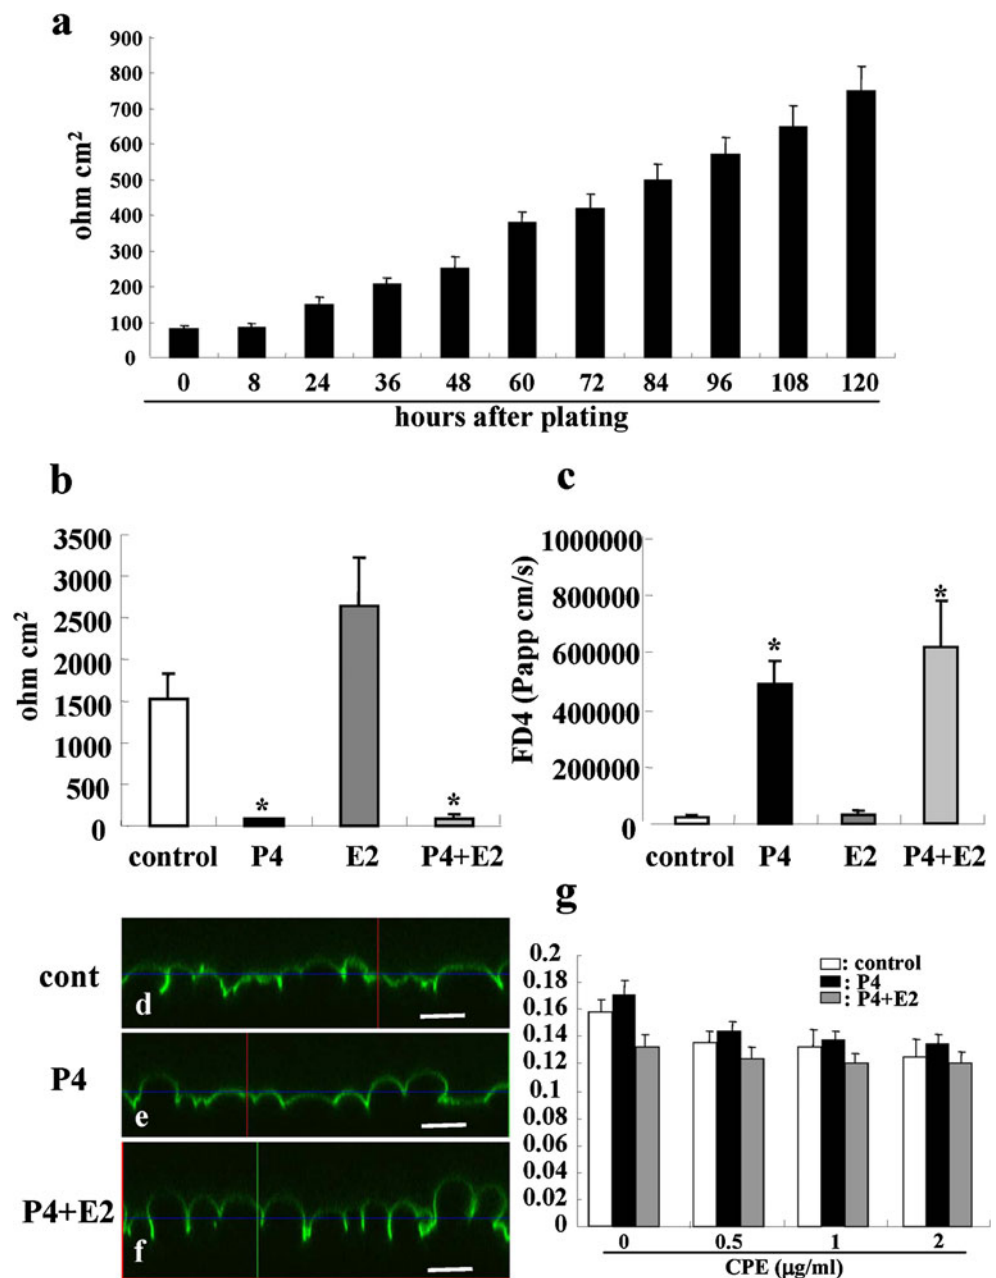 a
900
800
700
600
500
400
300
200
100
0
ohm cm²
0 8 24 36 48 60 72 84 96 108 120
hours after plating
b
3500
3000
2500
2000
1500
1000
500
0
ohm cm²
* *
control P4 E2 P4+E2
c
1000000
800000
600000
400000
200000
0
FD4 (Papp cm/s)
* *
control P4 E2 P4+E2
cont
d
P4
e
P4+E2
f
g
0.2
0.18
0.16
0.14
0.12
0.1
0.08
0.06
0.04
0.02
0
: control
: P4
: P4+E2
0 0.5 1 2
CPE (µg/ml)